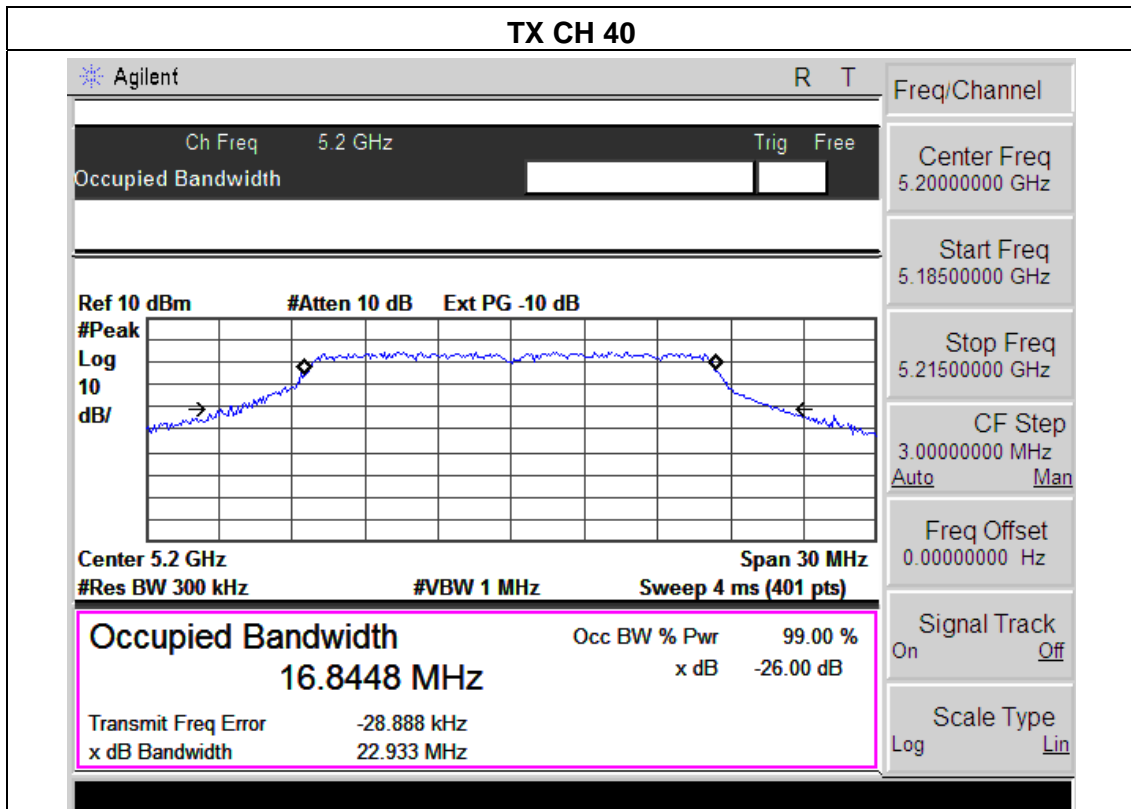 TX CH 40
Agilent R T
Ch Freq 5.2 GHz Trig Free
Occupied Bandwidth
Ref 10 dBm #Atten 10 dB Ext PG -10 dB
#Peak
Log
10
dB/
Center 5.2 GHz Span 30 MHz
#Res BW 300 kHz #VBW 1 MHz Sweep 4 ms (401 pts)
Occupied Bandwidth Occ BW % Pwr 99.00 %
16.8448 MHz x dB -26.00 dB
Transmit Freq Error -28.888 kHz
x dB Bandwidth 22.933 MHz
Freq/Channel
Center Freq
5.20000000 GHz
Start Freq
5.18500000 GHz
Stop Freq
5.21500000 GHz
CF Step
3.00000000 MHz
Auto Man
Freq Offset
0.00000000 Hz
Signal Track
On Off
Scale Type
Log Lin